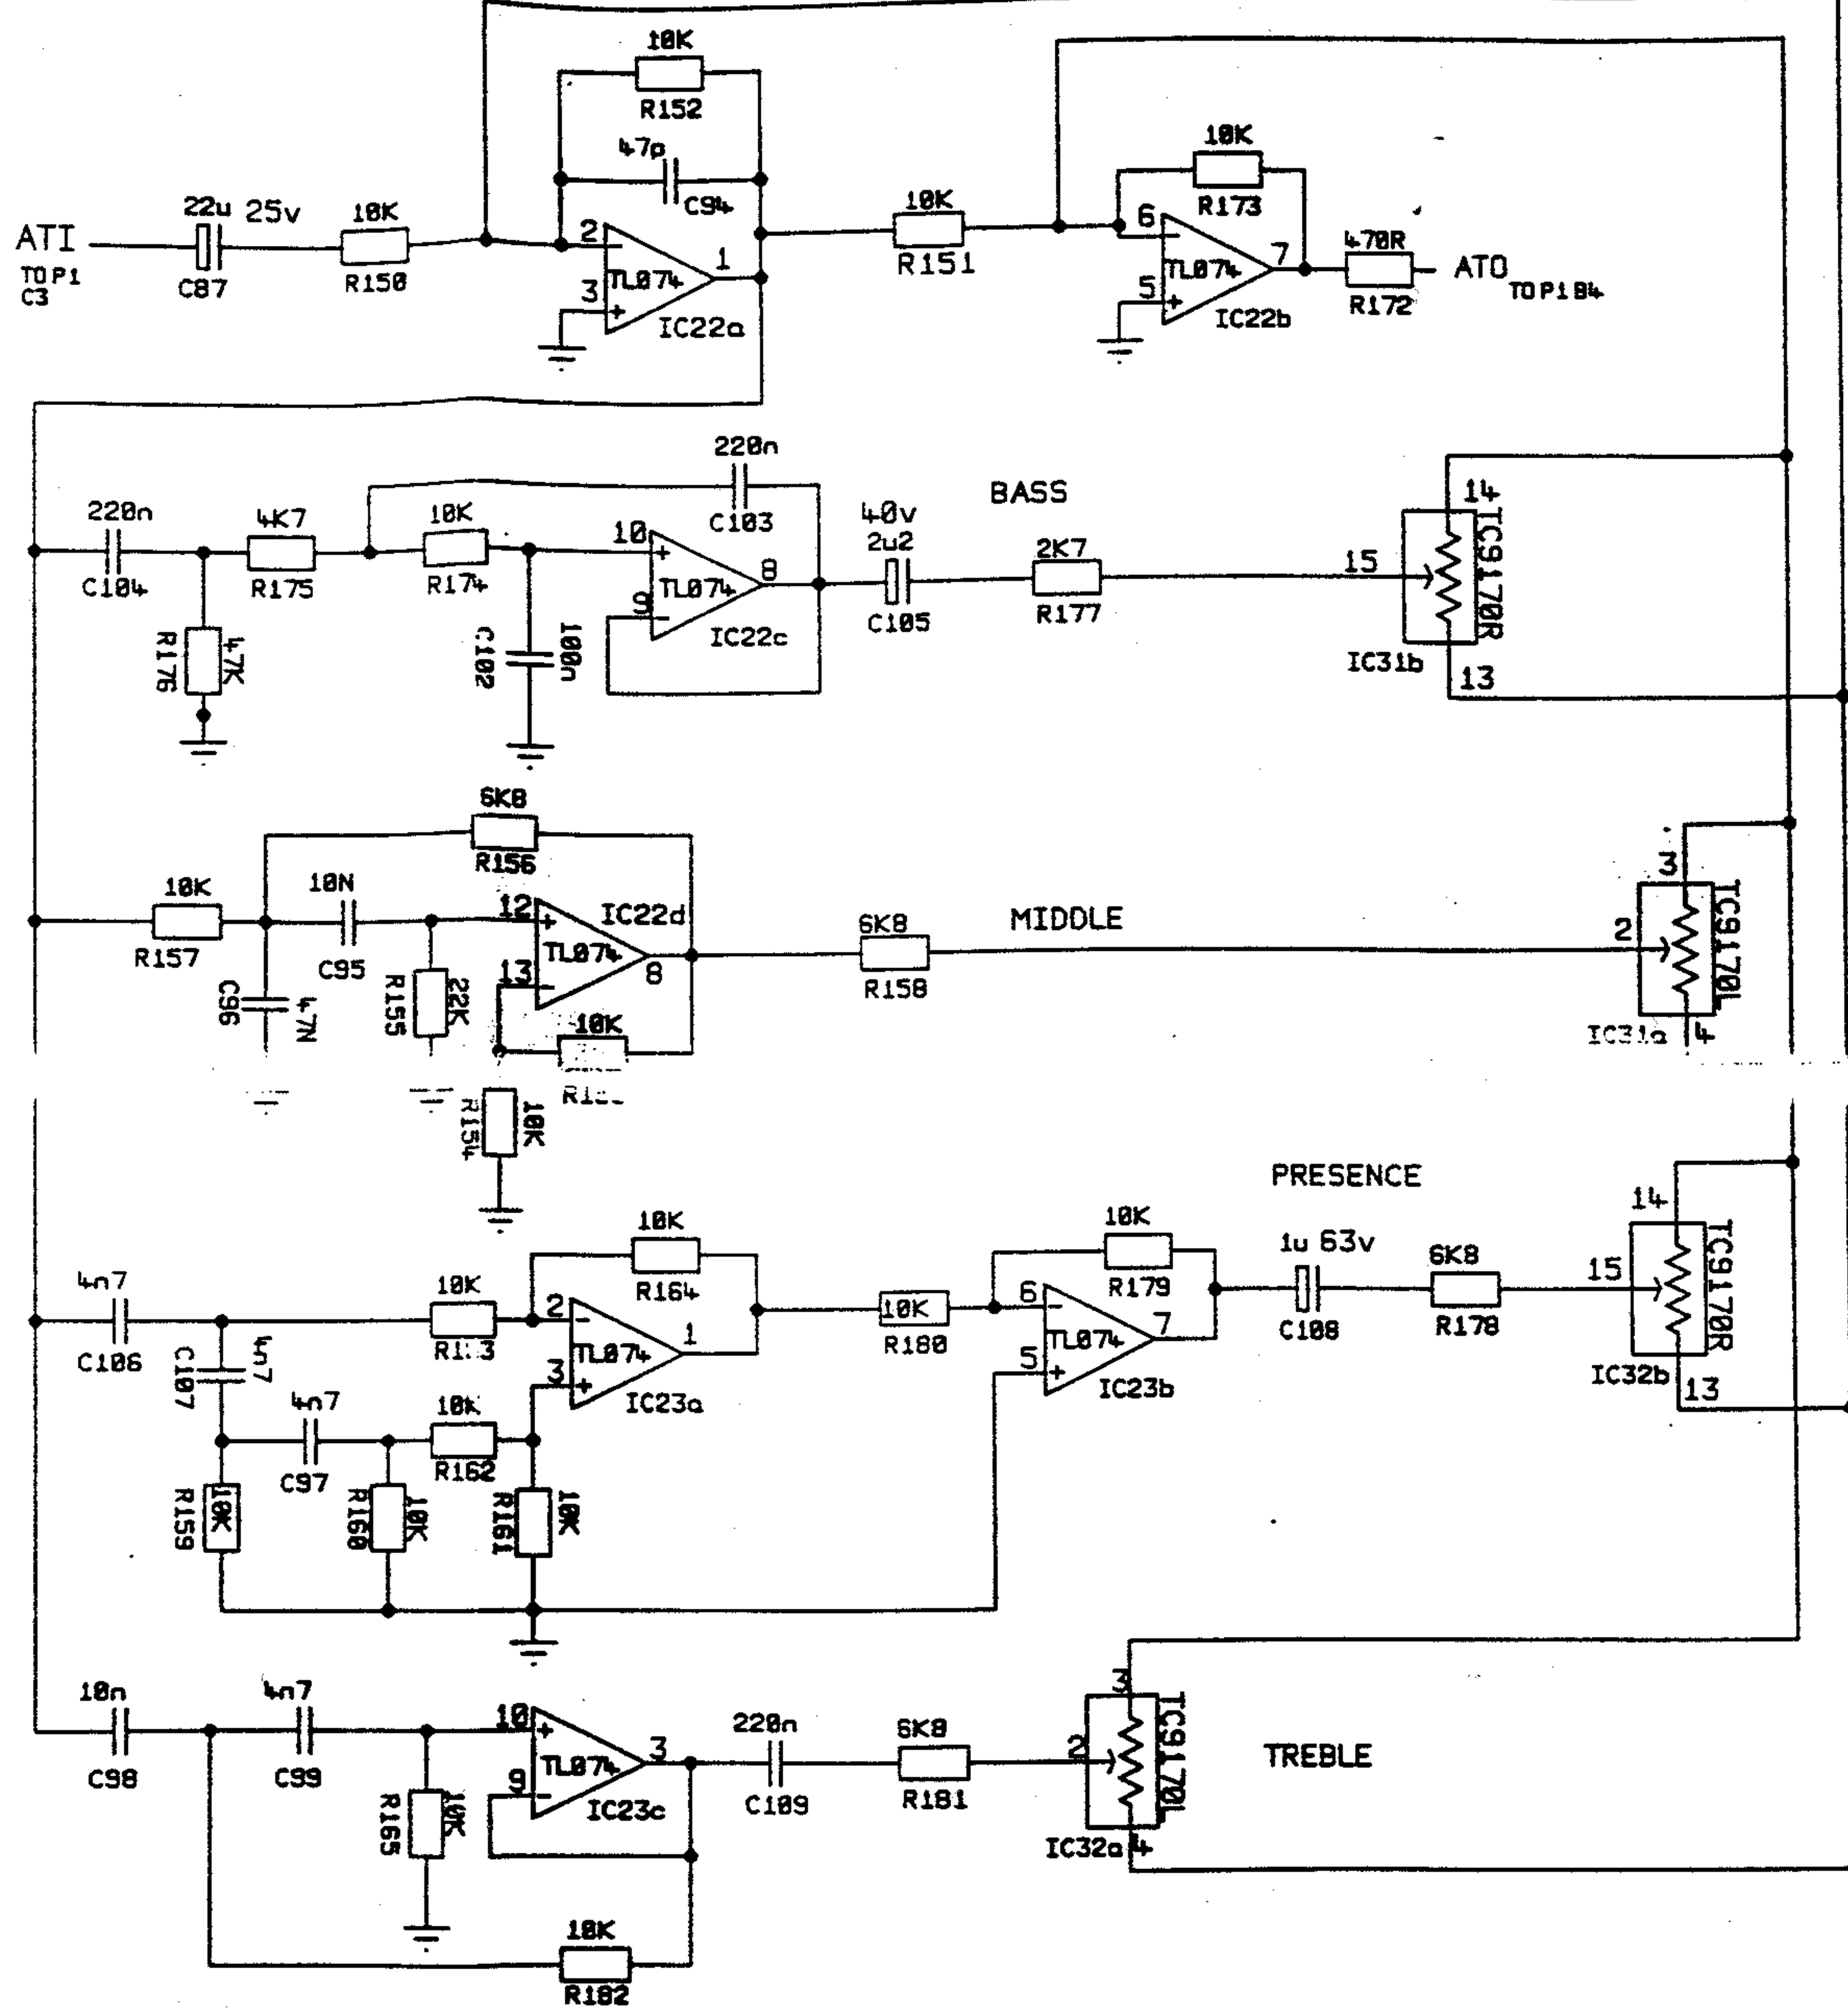 10K
R152
47p
C94
22u 25v
10K
ATI
TO P1
C3
C87
R150
2
3
TL074
1
IC22a
10K
R151
10K
R173
6
5
TL074
7
IC22b
470R
R172
ATO
TO P1 B4
220n
C104
4K7
R175
10K
R174
220n
C103
R176
47K
C102
100n
10
9
TL074
8
IC22c
40v
2u2
C105
BASS
2K7
R177
15
14
TC9170R
IC31b
13
6K8
R156
10K
R157
10N
C95
C96
47N
R155
22K
12
13
TL074
IC22d
8
10K
R154
10K
6K8
R158
MIDDLE
3
2
TC9170L
IC31a
4
4n7
C106
C107
4n7
4n7
C97
10K
10K
R164
2
3
TL074
1
IC23a
10K
R162
R159
10K
R160
10K
R161
10K
10K
R180
10K
R179
6
5
TL074
7
IC23b
PRESENCE
1u 63v
C108
6K8
R178
14
15
TC9170R
IC32b
13
10n
C98
4n7
C99
10
9
TL074
3
IC23c
R165
10K
10K
R182
220n
C109
6K8
R181
3
2
TC9170L
IC32a
4
TREBLE